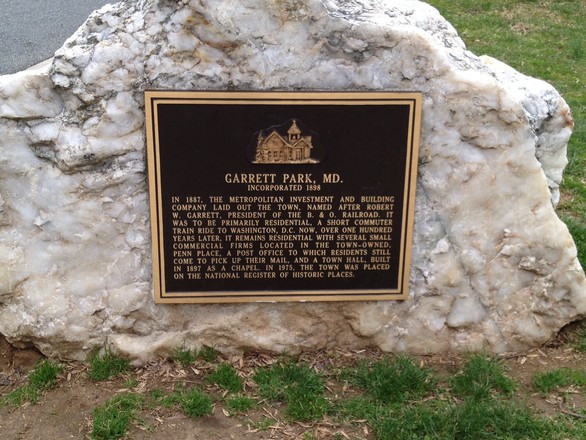 GARRETT PARK, MD.
INCORPORATED 1898
IN 1887, THE METROPOLITAN INVESTMENT AND BUILDING
COMPANY LAID OUT THE TOWN, NAMED AFTER ROBERT
W. GARRETT, PRESIDENT OF THE B. & O. RAILROAD. IT
WAS TO BE PRIMARILY RESIDENTIAL, A SHORT COMMUTER
TRAIN RIDE TO WASHINGTON, D.C. NOW, OVER ONE HUNDRED
YEARS LATER, IT REMAINS RESIDENTIAL WITH SEVERAL SMALL
COMMERCIAL FIRMS LOCATED IN THE TOWN-OWNED,
PENN PLACE, A POST OFFICE TO WHICH RESIDENTS STILL
COME TO PICK UP THEIR MAIL, AND A TOWN HALL, BUILT
IN 1897 AS A CHAPEL. IN 1975, THE TOWN WAS PLACED
ON THE NATIONAL REGISTER OF HISTORIC PLACES.